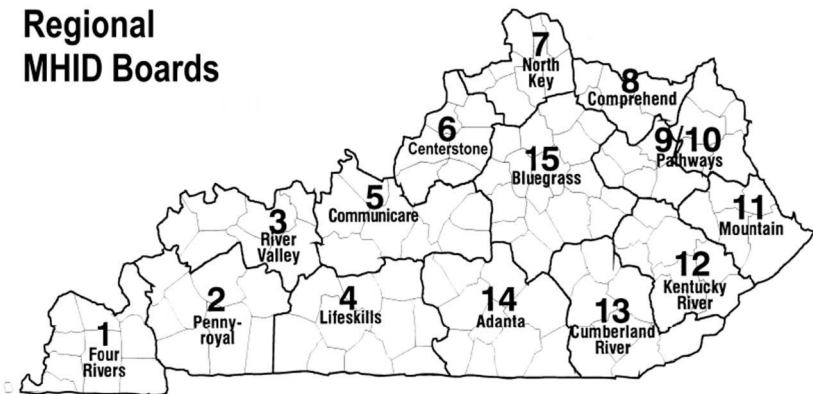 Regional
MHID Boards
7
North
Key
8
Comprehend
6
Centerstone
9/10
Pathways
15
Bluegrass
5
Communicare
11
Mountain
3
River
Valley
12
Kentucky
River
2
Penny-
royal
4
Lifeskills
14
Adanta
13
Cumberland
River
1
Four
Rivers